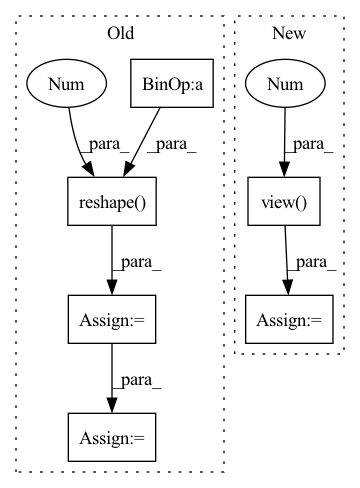 Old
New
Num
BinOp:a
Num
_para_
_para_
_para_
reshape()
view()
_para_
_para_
Assign:=
Assign:=
_para_
Assign:=